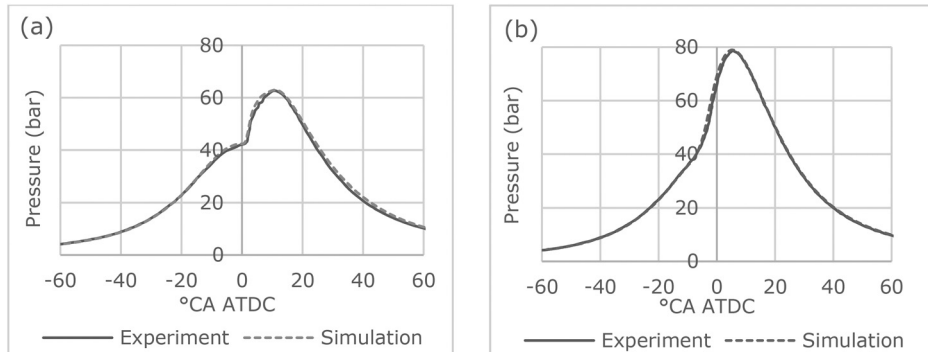 (a)
80
60
40
20
0
Pressure (bar)
-60 -40 -20 0 20 40 60
°CA ATDC
Experiment Simulation
(b)
80
60
40
20
0
Pressure (bar)
-60 -40 -20 0 20 40 60
°CA ATDC
Experiment Simulation